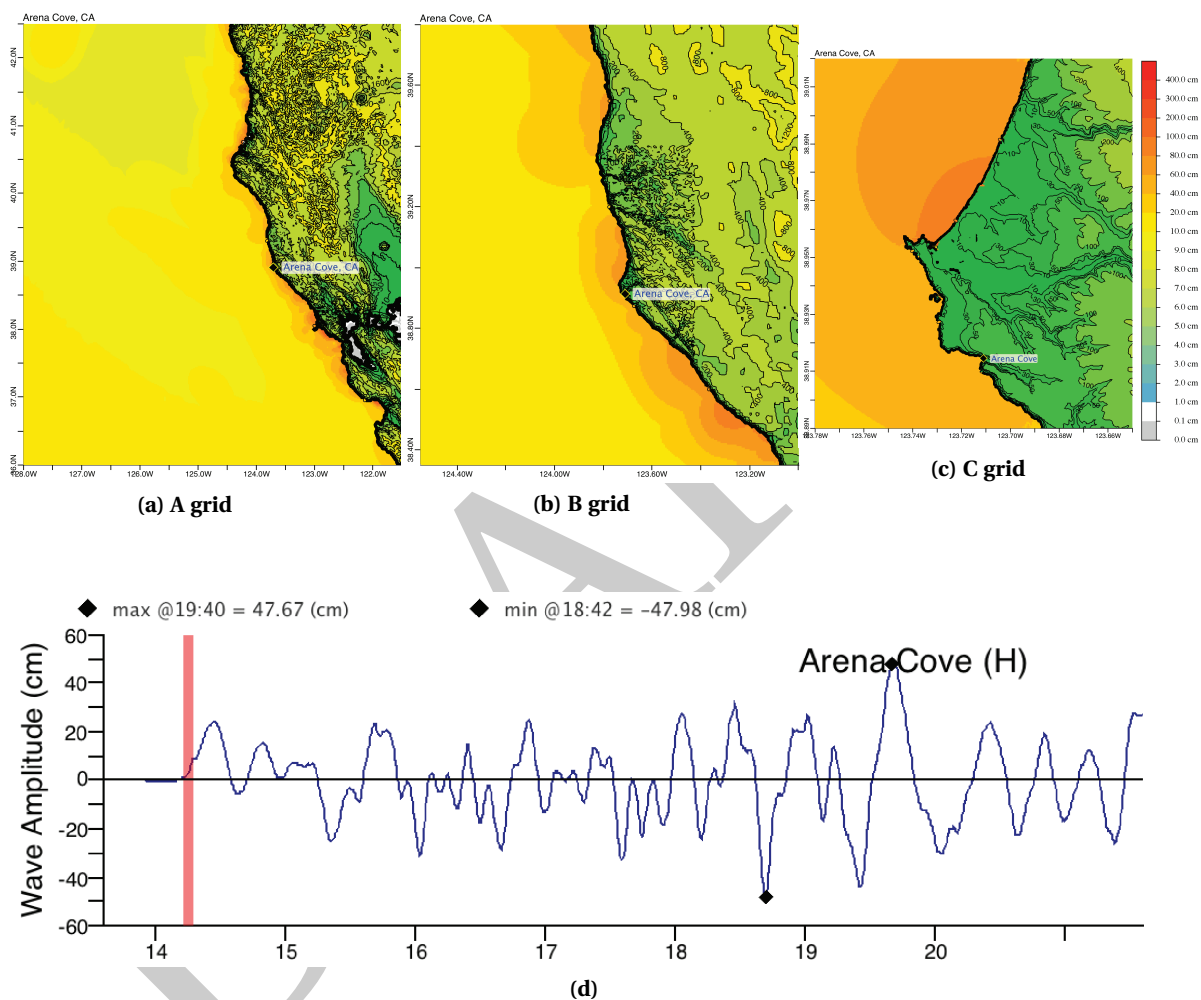 Arena Cove, CA
42.0N
41.0N
40.0N
39.0N
38.0N
37.0N
36.0N
128.0W
127.0W
126.0W
125.0W
124.0W
123.0W
122.0W
Arena Cove, CA
(a) A grid
Arena Cove, CA
39.60N
39.20N
38.80N
38.40N
124.40W
124.00W
123.60W
123.20W
Arena Cove, CA
(b) B grid
Arena Cove, CA
39.01N
38.99N
38.97N
38.95N
38.93N
38.91N
38.89N
123.78W
123.76W
123.74W
123.72W
123.70W
123.68W
123.66W
Arena Cove
(c) C grid
400.0 cm
300.0 cm
200.0 cm
100.0 cm
80.0 cm
60.0 cm
40.0 cm
20.0 cm
10.0 cm
9.0 cm
8.0 cm
7.0 cm
6.0 cm
5.0 cm
4.0 cm
3.0 cm
2.0 cm
1.0 cm
0.1 cm
0.0 cm
max @19:40 = 47.67 (cm)
min @18:42 = -47.98 (cm)
Arena Cove (H)
Wave Amplitude (cm)
60
40
20
0
-20
-40
-60
14
15
16
17
18
19
20
(d)